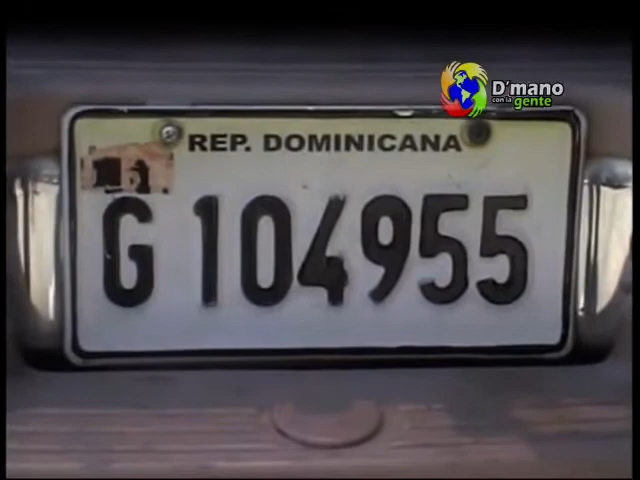 D'mano
con la
gente
REP. DOMINICANA
G 104955